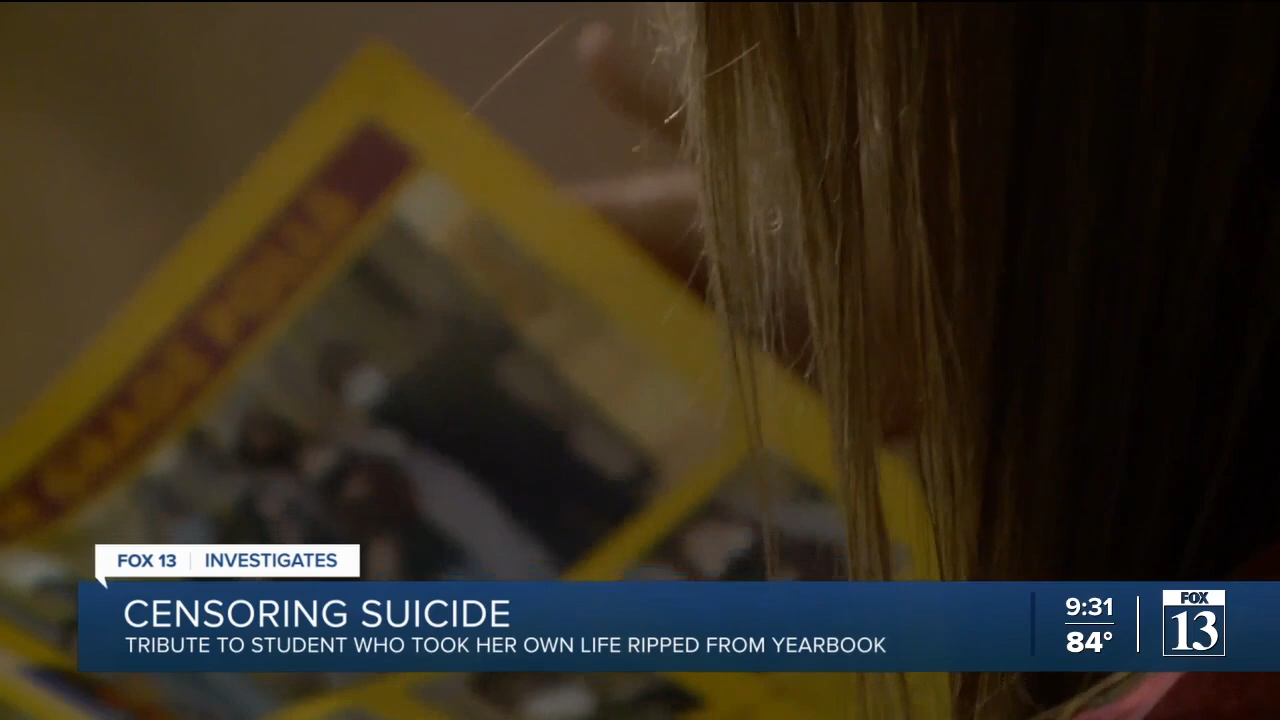 FOX 13 | INVESTIGATES
CENSORING SUICIDE
TRIBUTE TO STUDENT WHO TOOK HER OWN LIFE RIPPED FROM YEARBOOK
9:31
84°
FOX
13